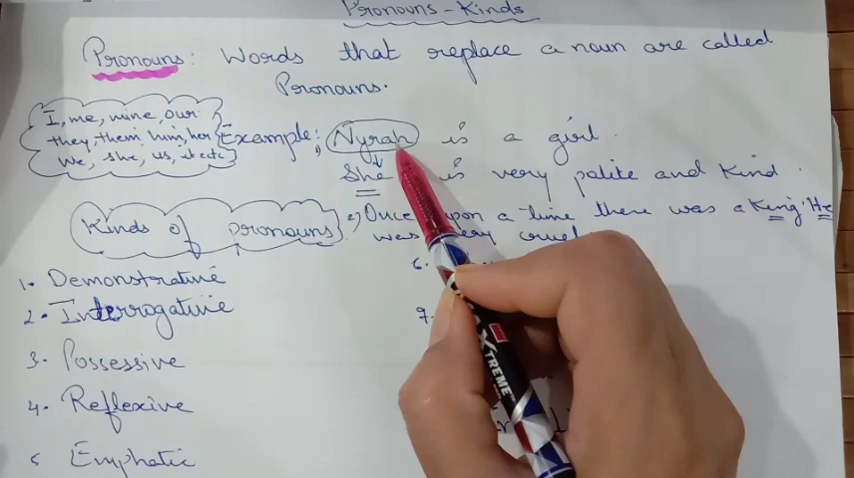 Pronouns - Kinds
Pronouns: Words that replace a noun are called
Pronouns.
I, me, mine, our
they, them, him, her
We, she, us, it etc
Example: Nyrah is a girl.
She is very polite and Kind.
2, Once upon a time there was a King. He
was very cruel
Kinds of pronouns
1. Demonstrative
2. Interrogative
3. Possessive
4. Reflexive
5 Emphatic
6.
7.
XTREME